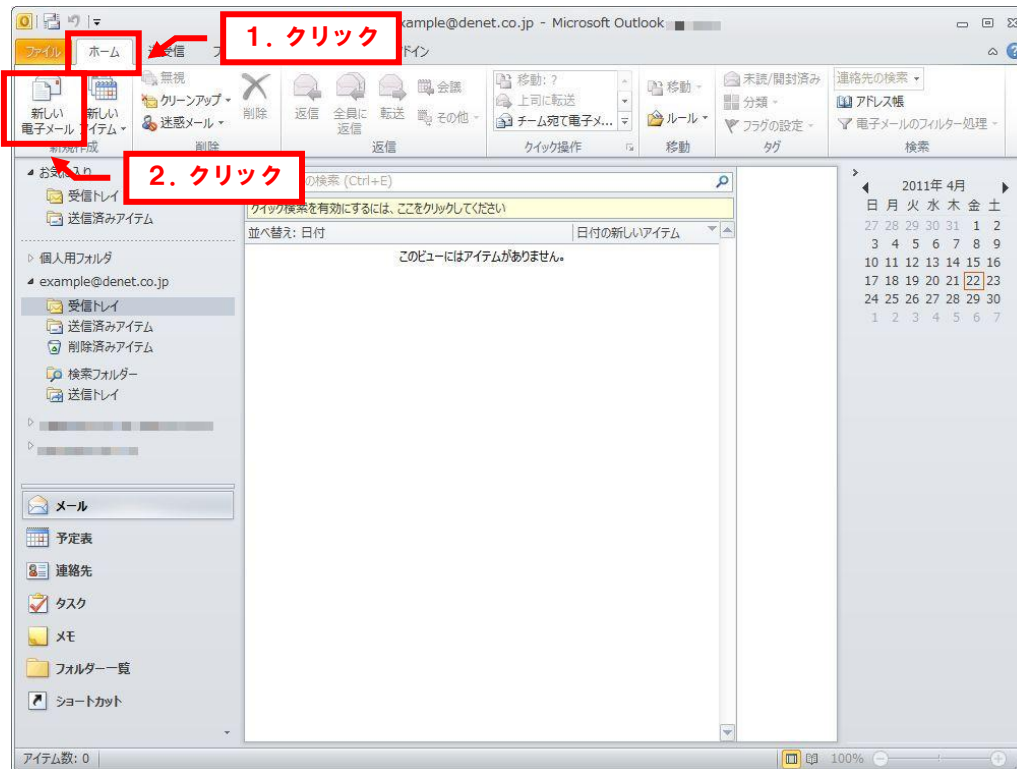 ample@denet.co.jp - Microsoft Outlook
1. クリック
ファイル ホーム 受信 ドイン
新しい
電子メール
新しい
アイテム
無視
クリーンアップ
迷惑メール
削除
返信
全員に
返信
転送
会議
その他
移動: ?
上司に転送
チーム宛て電子メ...
移動
ルール
未読/開封済み
分類
フラグの設定
連絡先の検索
アドレス帳
電子メールのフィルター処理
新規作成 削除 返信 クイック操作 移動 タグ 検索
2. クリック
お気に入り
受信トレイ
送信済みアイテム
個人用フォルダ
example@denet.co.jp
受信トレイ
送信済みアイテム
削除済みアイテム
検索フォルダー
送信トレイ
メール
予定表
連絡先
タスク
メモ
フォルダー一覧
ショートカット
の検索 (Ctrl+E)
クイック検索を有効にするには、ここをクリックしてください
並べ替え: 日付 日付の新しいアイテム
このビューにはアイテムがありません。
2011年 4月
日 月 火 水 木 金 土
27 28 29 30 31 1 2
3 4 5 6 7 8 9
10 11 12 13 14 15 16
17 18 19 20 21 22 23
24 25 26 27 28 29 30
1 2 3 4 5 6 7
アイテム数: 0 100%